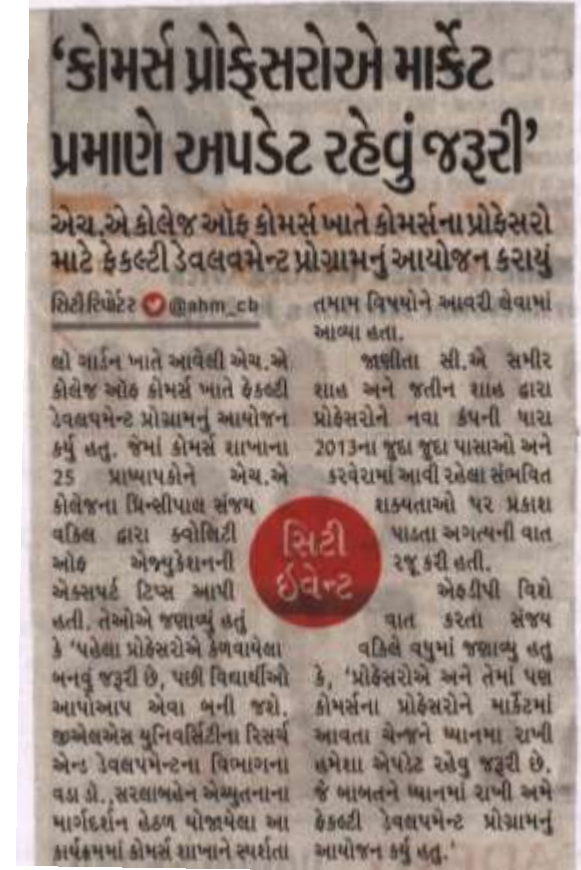 ‘કોમર્સ પ્રોફેસરોએ માર્કેટ
પ્રમાણે અપડેટ રહેવું જરૂરી’
એચ.એ કોલેજ ઑફ કોમર્સ ખાતે કોમર્સના પ્રોફેસરો
માટે ફેકલ્ટી ડેવલવમેન્ટ પ્રોગ્રામનું આયોજન કરાયું
સિટી રિપોર્ટર @ahm_cb
લૉ ગાર્ડન ખાતે આવેલી એચ.એ
કોલેજ ઑફ કોમર્સ ખાતે ફેકલ્ટી
ડેવલપમેન્ટ પ્રોગ્રામનું આયોજન
કર્યુ હતુ. જેમાં કોમર્સ શાખાના
25 પ્રાધ્યાપકોને એચ.એ
કોલેજના પ્રિન્સીપાલ સંજય
વકિલ દ્વારા ક્વોલિટી
ઓફ એજ્યુકેશનની
એક્સપર્ટ ટિપ્સ આપી
હતી. તેઓએ જણાવ્યું હતું
કે ‘પહેલા પ્રોફેસરોએ કેળવાયેલા
બનવું જરૂરી છે, પછી વિદ્યાર્થીઓ
આપોઆપ એવા બની જશે.
જીએલએસ યુનિવર્સિટીના રિસર્ચ
એન્ડ ડેવલપમેન્ટના વિભાગના
વડા ડો.,સરલાબહેન અચ્યુતનાના
માર્ગદર્શન હેઠળ યોજાયેલા આ
કાર્યક્રમમાં કોમર્સ શાખાને સ્પર્શતા
તમામ વિષયોને આવરી લેવામાં
આવ્યા હતા.
જાણીતા સી.એ સમીર
શાહ અને જતીન શાહ દ્વારા
પ્રોફેસરોને નવા કંપની ધારા
2013ના જુદા જુદા પાસાઓ અને
કરવેરામાં આવી રહેલા સંભવિત
શક્યતાઓ પર પ્રકાશ
પાડતા અગત્યની વાત
રજૂ કરી હતી.
એફડીપી વિશે
વાત કરતા સંજય
વકિલે વધુમાં જણાવ્યુ હતુ
કે, ‘પ્રોફેસરોએ અને તેમાં પણ
કોમર્સના પ્રોફેસરોને માર્કેટમાં
આવતા ચેન્જને ધ્યાનમા રાખી
હમેશા અપડેટ રહેવુ જરૂરી છે.
જે બાબતને ધ્યાનમાં રાખી અમે
ફેકલ્ટી ડેવલપમેન્ટ પ્રોગ્રામનું
આયોજન કર્યુ હતુ.’
સિટી
ઈવેન્ટ